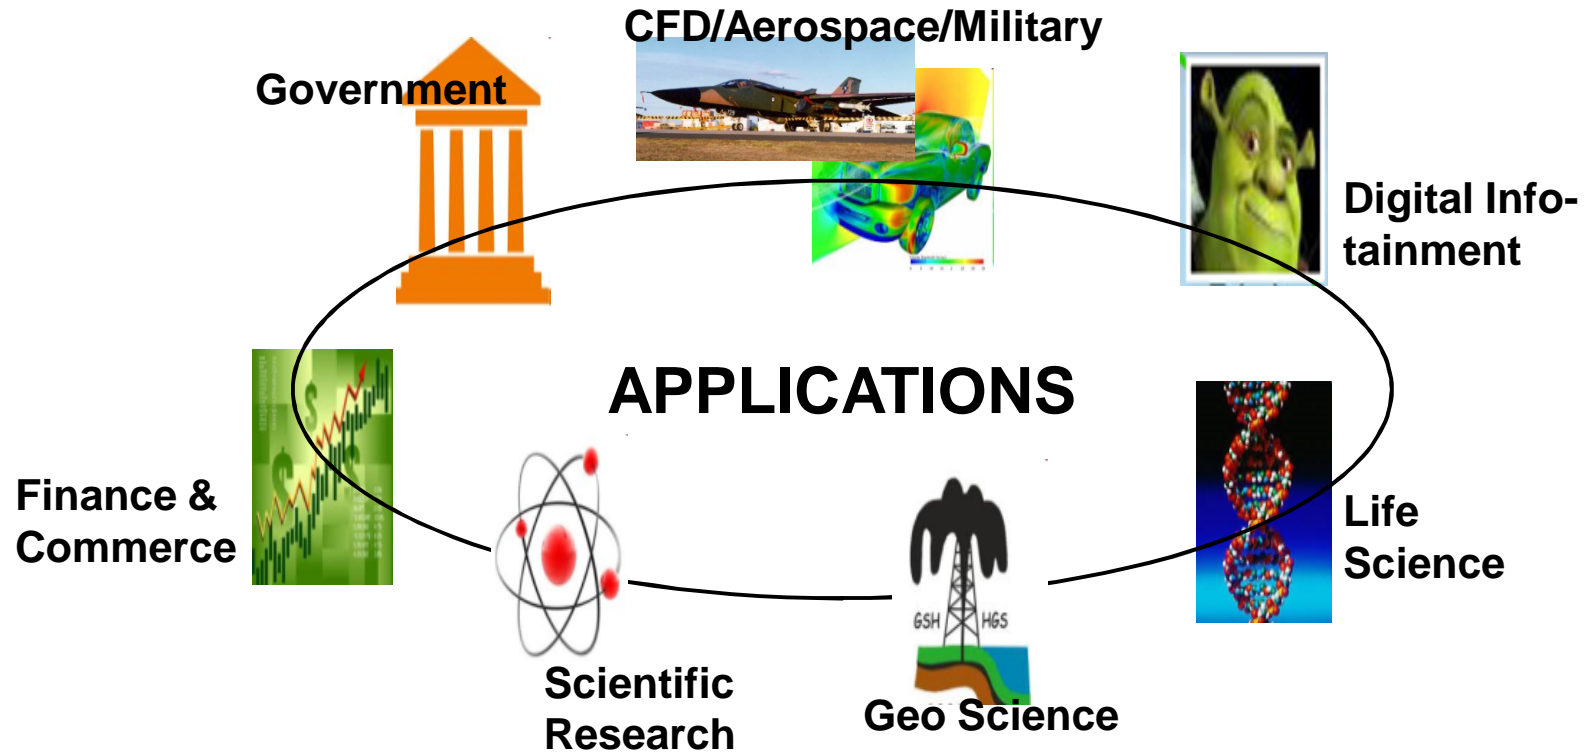 CFD/Aerospace/Military
Government
Digital Info-
tainment
APPLICATIONS
Finance &
Commerce
Life
Science
GSH HGS
Scientific
Research
Geo Science